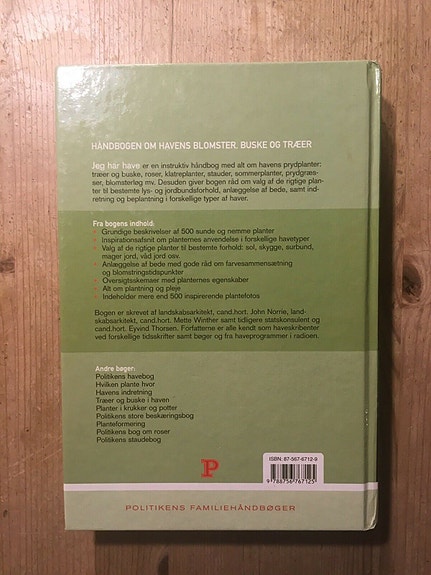 HÅNDBOGEN OM HAVENS BLOMSTER, BUSKE OG TRÆER
Jeg har have er en instruktiv håndbog med alt om havens prydplanter:
træer og buske, roser, klatreplanter, stauder, sommerplanter, prydgræs-
ser, blomsterløg mv. Desuden giver bogen råd om valg af de rigtige plan-
ter til bestemte lys- og jordbundsforhold, anlæggelse af bede, samt ind-
retning og beplantning i forskellige typer af haver.
Fra bogens indhold:
• Grundige beskrivelser af 500 sunde og nemme planter
• Inspirationsafsnit om planternes anvendelse i forskellige havetyper
• Valg af de rigtige planter til bestemte forhold: sol, skygge, surbund,
mager jord, våd jord osv.
• Anlæggelse af bede med gode råd om farvesammensætning
og blomstringstidspunkter
• Oversigtsskemaer med planternes egenskaber
• Alt om plantning og pleje
• Indeholder mere end 500 inspirerende plantefotos
Bogen er skrevet af landskabsarkitekt, cand.hort. John Norrie, land-
skabsarkitekt, cand.hort. Mette Winther samt tidligere statskonsulent og
cand.hort. Eyvind Thorsen. Forfatterne er alle kendt som haveskribenter
ved forskellige tidsskrifter samt bøger og fra haveprogrammer i radioen.
Andre bøger:
Politikens havebog
Hvilken plante hvor
Havens indretning
Træer og buske i haven
Planter i krukker og potter
Politikens store beskæringsbog
Planteformering
Politikens bog om roser
Politikens staudebog
P
ISBN: 87-567-6712-9
9 788756 767125
POLITIKENS FAMILIEHÅNDBØGER